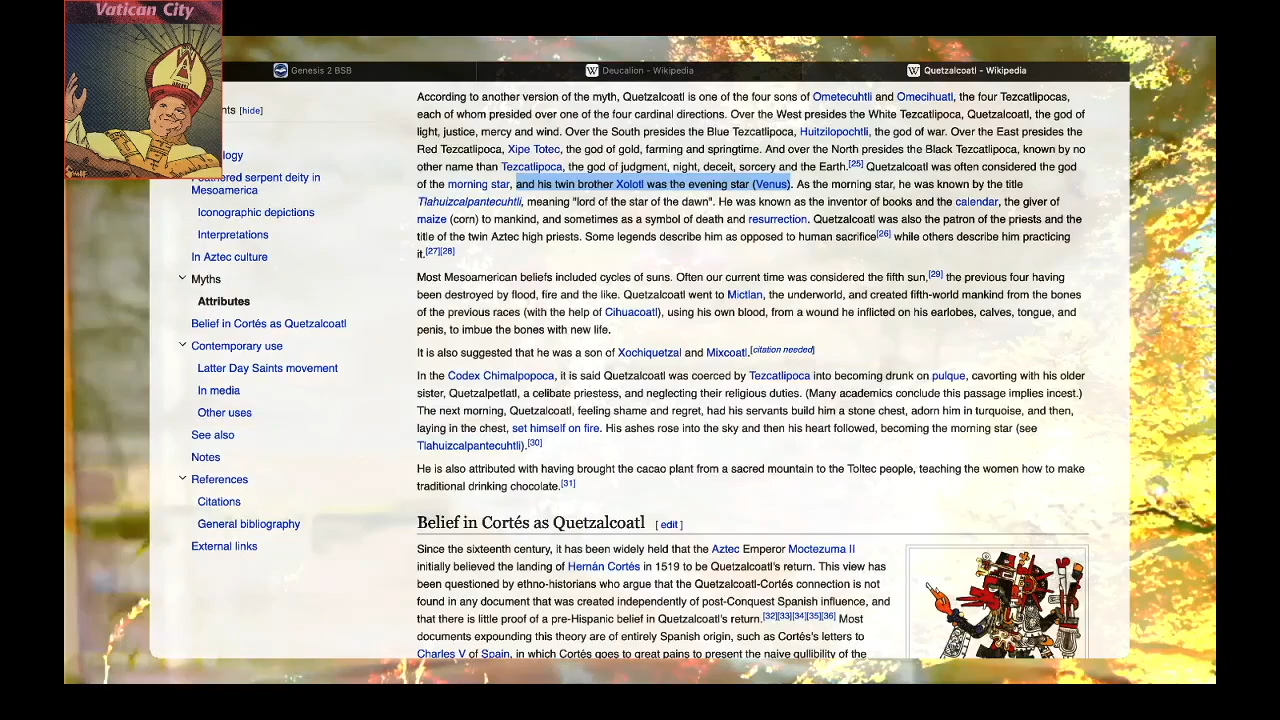 Vatican City
Genesis 2 BSB
Deucalion - Wikipedia
Quetzalcoatl - Wikipedia
nts [hide]
logy
Feathered serpent deity in
Mesoamerica
Iconographic depictions
Interpretations
In Aztec culture
Myths
Attributes
Belief in Cortés as Quetzalcoatl
Contemporary use
Latter Day Saints movement
In media
Other uses
See also
Notes
References
Citations
General bibliography
External links
According to another version of the myth, Quetzalcoatl is one of the four sons of Ometecuhtli and Omecihuatl, the four Tezcatlipocas,
each of whom presided over one of the four cardinal directions. Over the West presides the White Tezcatlipoca, Quetzalcoatl, the god of
light, justice, mercy and wind. Over the South presides the Blue Tezcatlipoca, Huitzilopochtli, the god of war. Over the East presides the
Red Tezcatlipoca, Xipe Totec, the god of gold, farming and springtime. And over the North presides the Black Tezcatlipoca, known by no
other name than Tezcatlipoca, the god of judgment, night, deceit, sorcery and the Earth.[25] Quetzalcoatl was often considered the god
of the morning star, and his twin brother Xolotl was the evening star (Venus). As the morning star, he was known by the title
Tlahuizcalpantecuhtli, meaning "lord of the star of the dawn". He was known as the inventor of books and the calendar, the giver of
maize (corn) to mankind, and sometimes as a symbol of death and resurrection. Quetzalcoatl was also the patron of the priests and the
title of the twin Aztec high priests. Some legends describe him as opposed to human sacrifice[26] while others describe him practicing
it.[27][28]
Most Mesoamerican beliefs included cycles of suns. Often our current time was considered the fifth sun,[29] the previous four having
been destroyed by flood, fire and the like. Quetzalcoatl went to Mictlan, the underworld, and created fifth-world mankind from the bones
of the previous races (with the help of Cihuacoatl), using his own blood, from a wound he inflicted on his earlobes, calves, tongue, and
penis, to imbue the bones with new life.
It is also suggested that he was a son of Xochiquetzal and Mixcoatl.[citation needed]
In the Codex Chimalpopoca, it is said Quetzalcoatl was coerced by Tezcatlipoca into becoming drunk on pulque, cavorting with his older
sister, Quetzalpetlatl, a celibate priestess, and neglecting their religious duties. (Many academics conclude this passage implies incest.)
The next morning, Quetzalcoatl, feeling shame and regret, had his servants build him a stone chest, adorn him in turquoise, and then,
laying in the chest, set himself on fire. His ashes rose into the sky and then his heart followed, becoming the morning star (see
Tlahuizcalpantecuhtli).[30]
He is also attributed with having brought the cacao plant from a sacred mountain to the Toltec people, teaching the women how to make
traditional drinking chocolate.[31]
Belief in Cortés as Quetzalcoatl [ edit ]
Since the sixteenth century, it has been widely held that the Aztec Emperor Moctezuma II
initially believed the landing of Hernán Cortés in 1519 to be Quetzalcoatl's return. This view has
been questioned by ethno-historians who argue that the Quetzalcoatl-Cortés connection is not
found in any document that was created independently of post-Conquest Spanish influence, and
that there is little proof of a pre-Hispanic belief in Quetzalcoatl's return.[32][33][34][35][36] Most
documents expounding this theory are of entirely Spanish origin, such as Cortés's letters to
Charles V of Spain, in which Cortés goes to great pains to present the naive gullibility of the